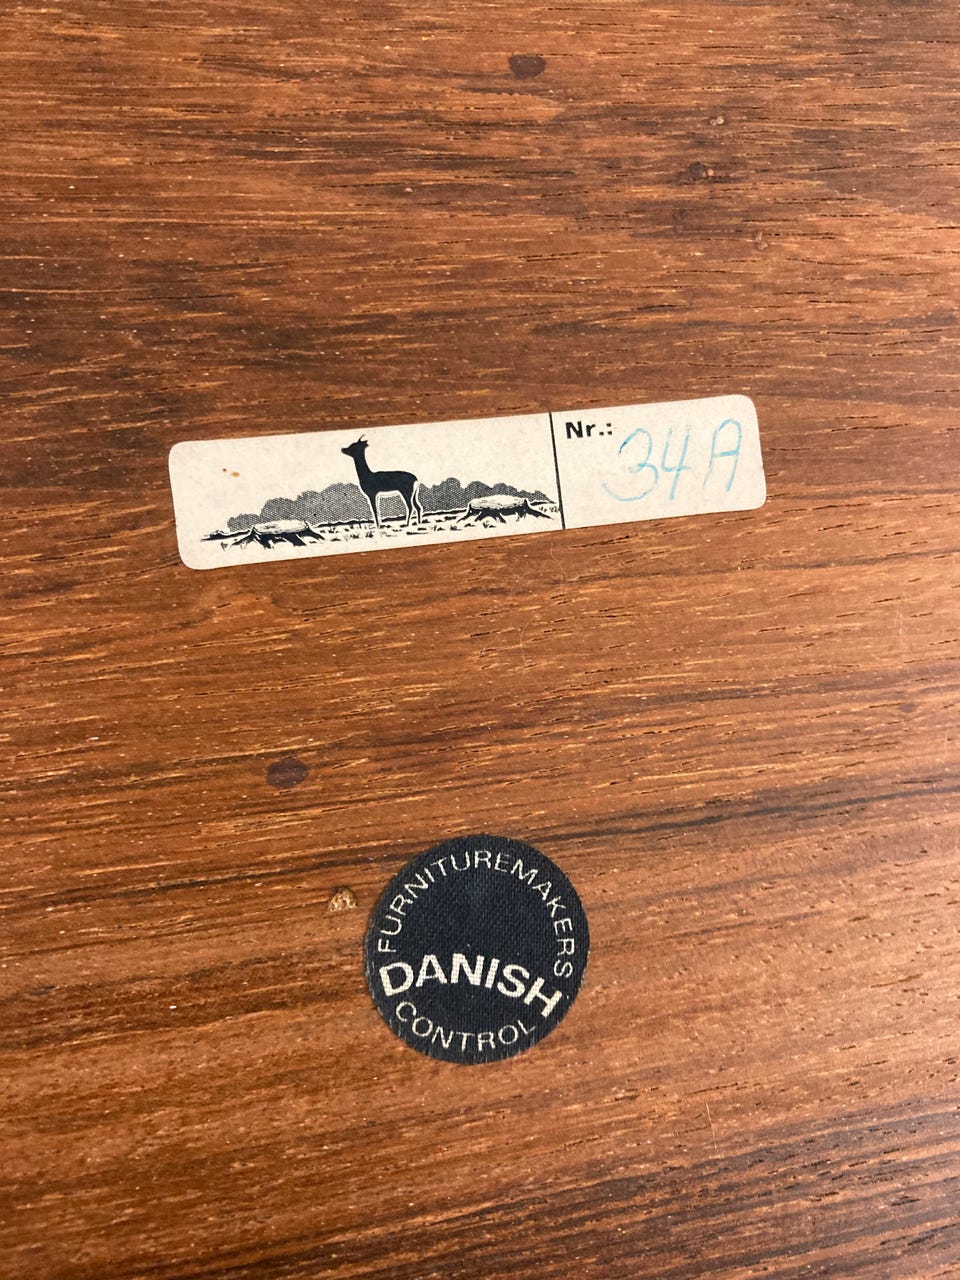 Nr.: 34A
FURNITUREMAKERS
DANISH
CONTROL